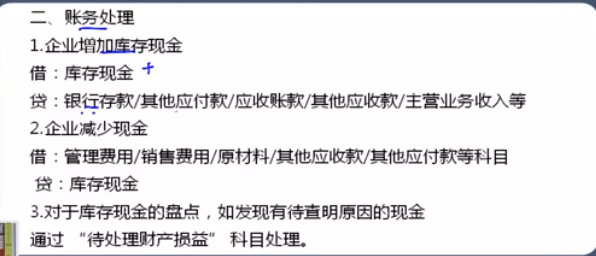 二、账务处理
1.企业增加库存现金
借：库存现金 +
贷：银行存款/其他应付款/应收账款/其他应收款/主营业务收入等
2.企业减少现金
借：管理费用/销售费用/原材料/其他应收款/其他应付款等科目
贷：库存现金
3.对于库存现金的盘点，如发现有待查明原因的现金
通过 “待处理财产损益” 科目处理。